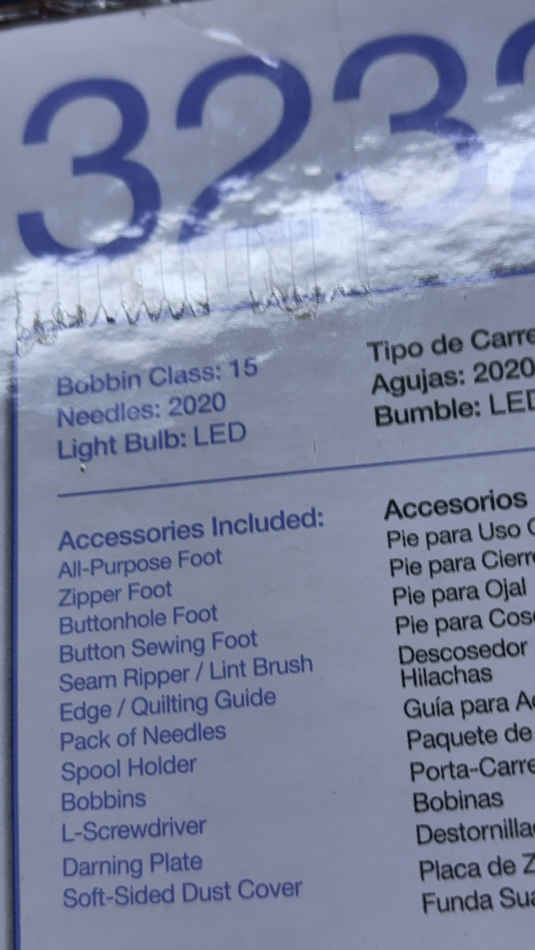 323
Bobbin Class: 15
Needles: 2020
Light Bulb: LED
Tipo de
Agujas: 2020
Bumble: LED
Accessories Included:
All-Purpose Foot
Zipper Foot
Buttonhole Foot
Button Sewing Foot
Seam Ripper / Lint Brush
Edge / Quilting Guide
Pack of Needles
Spool Holder
Bobbins
L-Screwdriver
Darning Plate
Soft-Sided Dust Cover
Accesorios
Pie para Uso
Pie para
Pie para Ojal
Pie para
Descosedor
Hilachas
Guía para
Paquete de
Porta-
Bobinas
Placa de
Funda